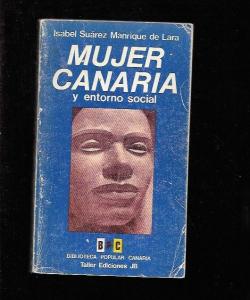 Isabel Suárez Manrique de Lara
MUJER
CANARIA
y entorno social
B P C
BIBLIOTECA POPULAR CANARIA
Taller Ediciones JB